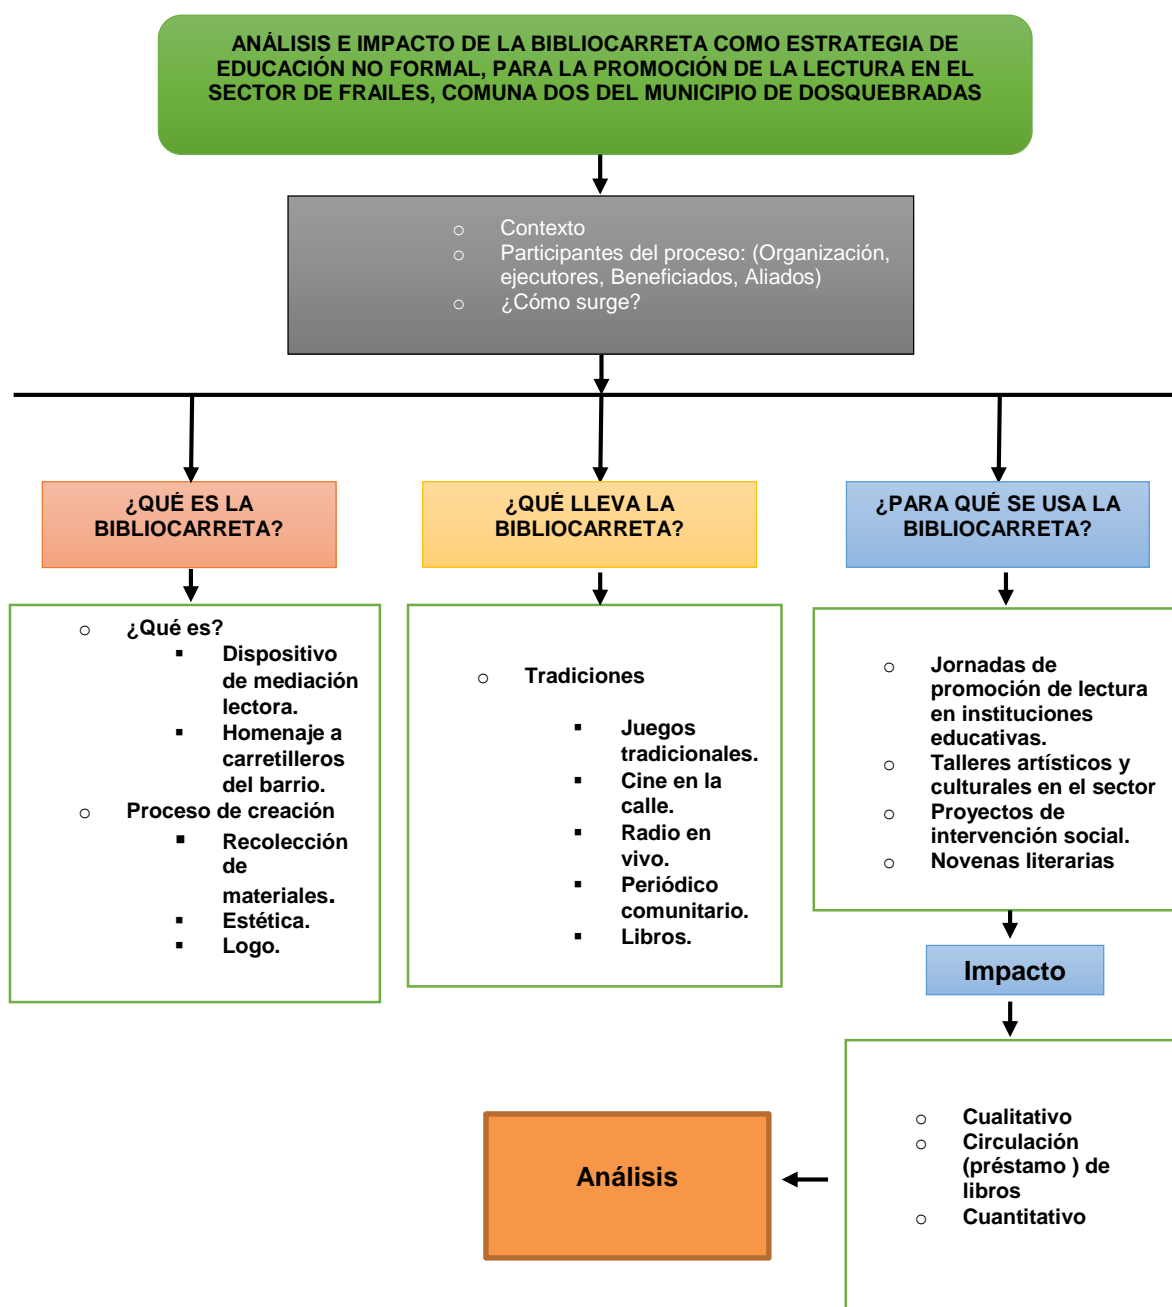 ANÁLISIS E IMPACTO DE LA BIBLIOCARRETA COMO ESTRATEGIA DE
EDUCACIÓN NO FORMAL, PARA LA PROMOCIÓN DE LA LECTURA EN EL
SECTOR DE FRAILES, COMUNA DOS DEL MUNICIPIO DE DOSQUEBRADAS
Contexto
Participantes del proceso: (Organización,
ejecutores, Beneficiados, Aliados)
¿Cómo surge?
¿QUÉ ES LA
BIBLIOCARRETA?
¿Qué es?
Dispositivo
de mediación
lectora.
Homenaje a
carretilleros
del barrio.
Proceso de creación
Recolección
de
materiales.
Estética.
Logo.
¿QUÉ LLEVA LA
BIBLIOCARRETA?
Tradiciones
Juegos
tradicionales.
Cine en la
calle.
Radio en
vivo.
Periódico
comunitario.
Libros.
¿PARA QUÉ SE USA LA
BIBLIOCARRETA?
Jornadas de
promoción de lectura
en instituciones
educativas.
Talleres artísticos y
culturales en el sector
Proyectos de
intervención social.
Novenas literarias
Impacto
Cualitativo
Circulación
(préstamo ) de
libros
Cuantitativo
Análisis